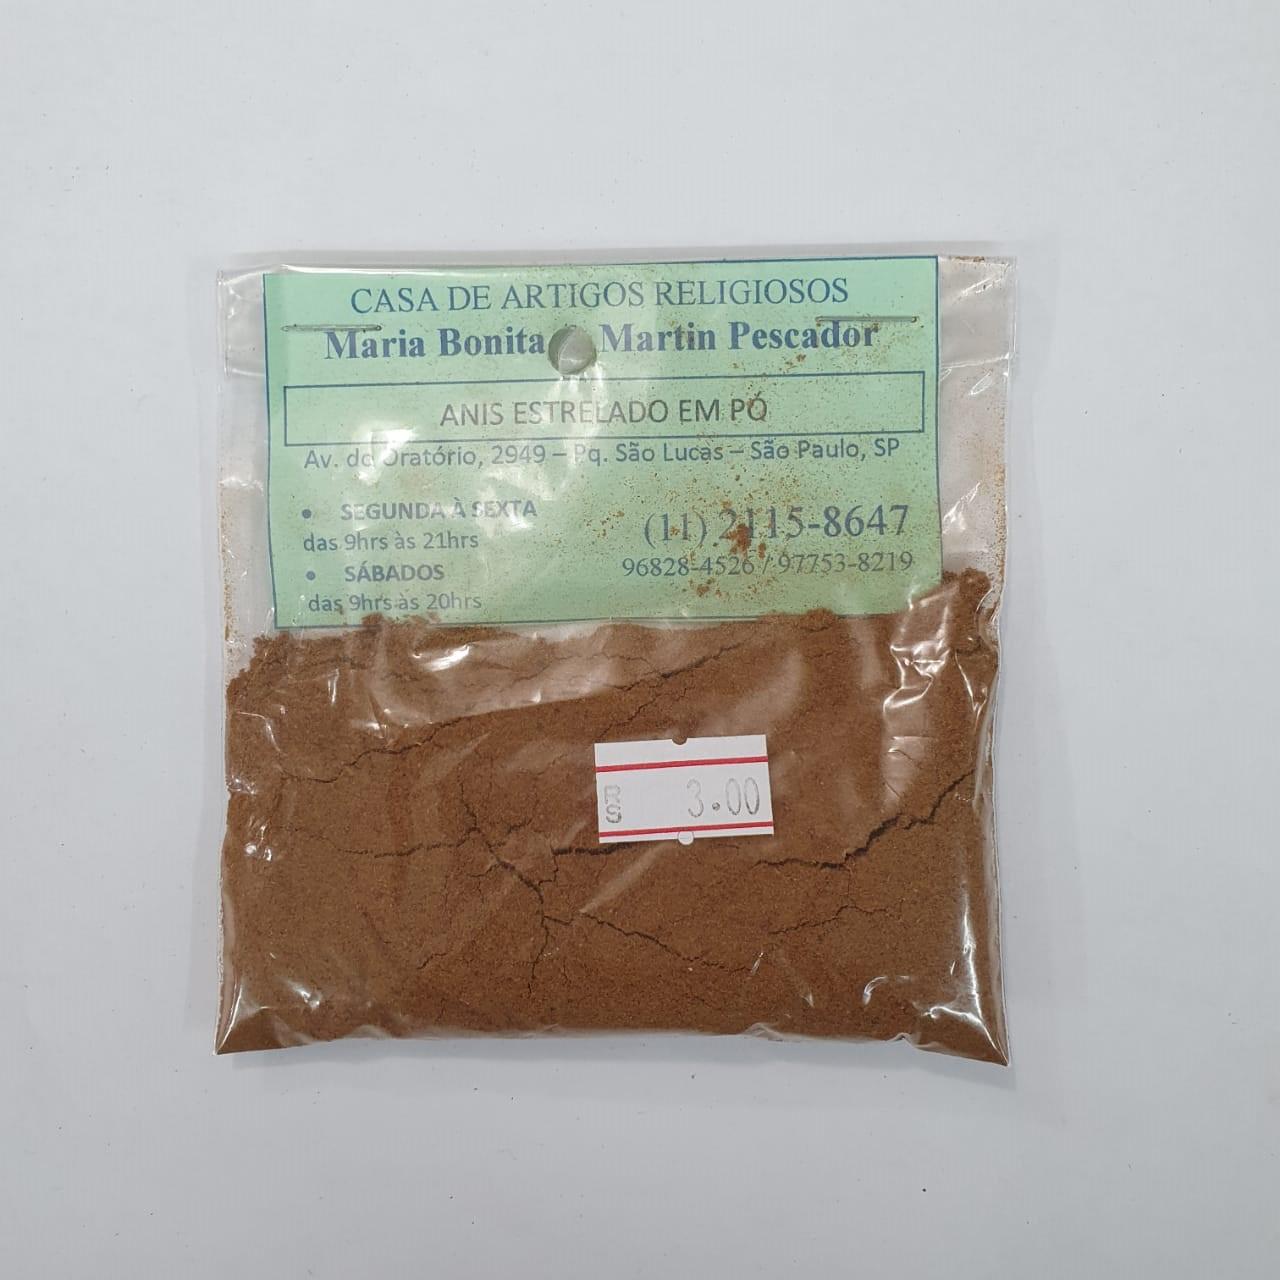 CASA DE ARTIGOS RELIGIOSOS
Maria Bonita Martin Pescador
ANIS ESTRELADO EM PÓ
Av. do Oratório, 2949 – Pq. São Lucas – São Paulo, SP
• SEGUNDA À SEXTA
das 9hrs às 21hrs
• SÁBADOS
das 9hrs às 20hrs
(11) 2115-8647
96828-4526 / 97753-8219
R$ 3.00